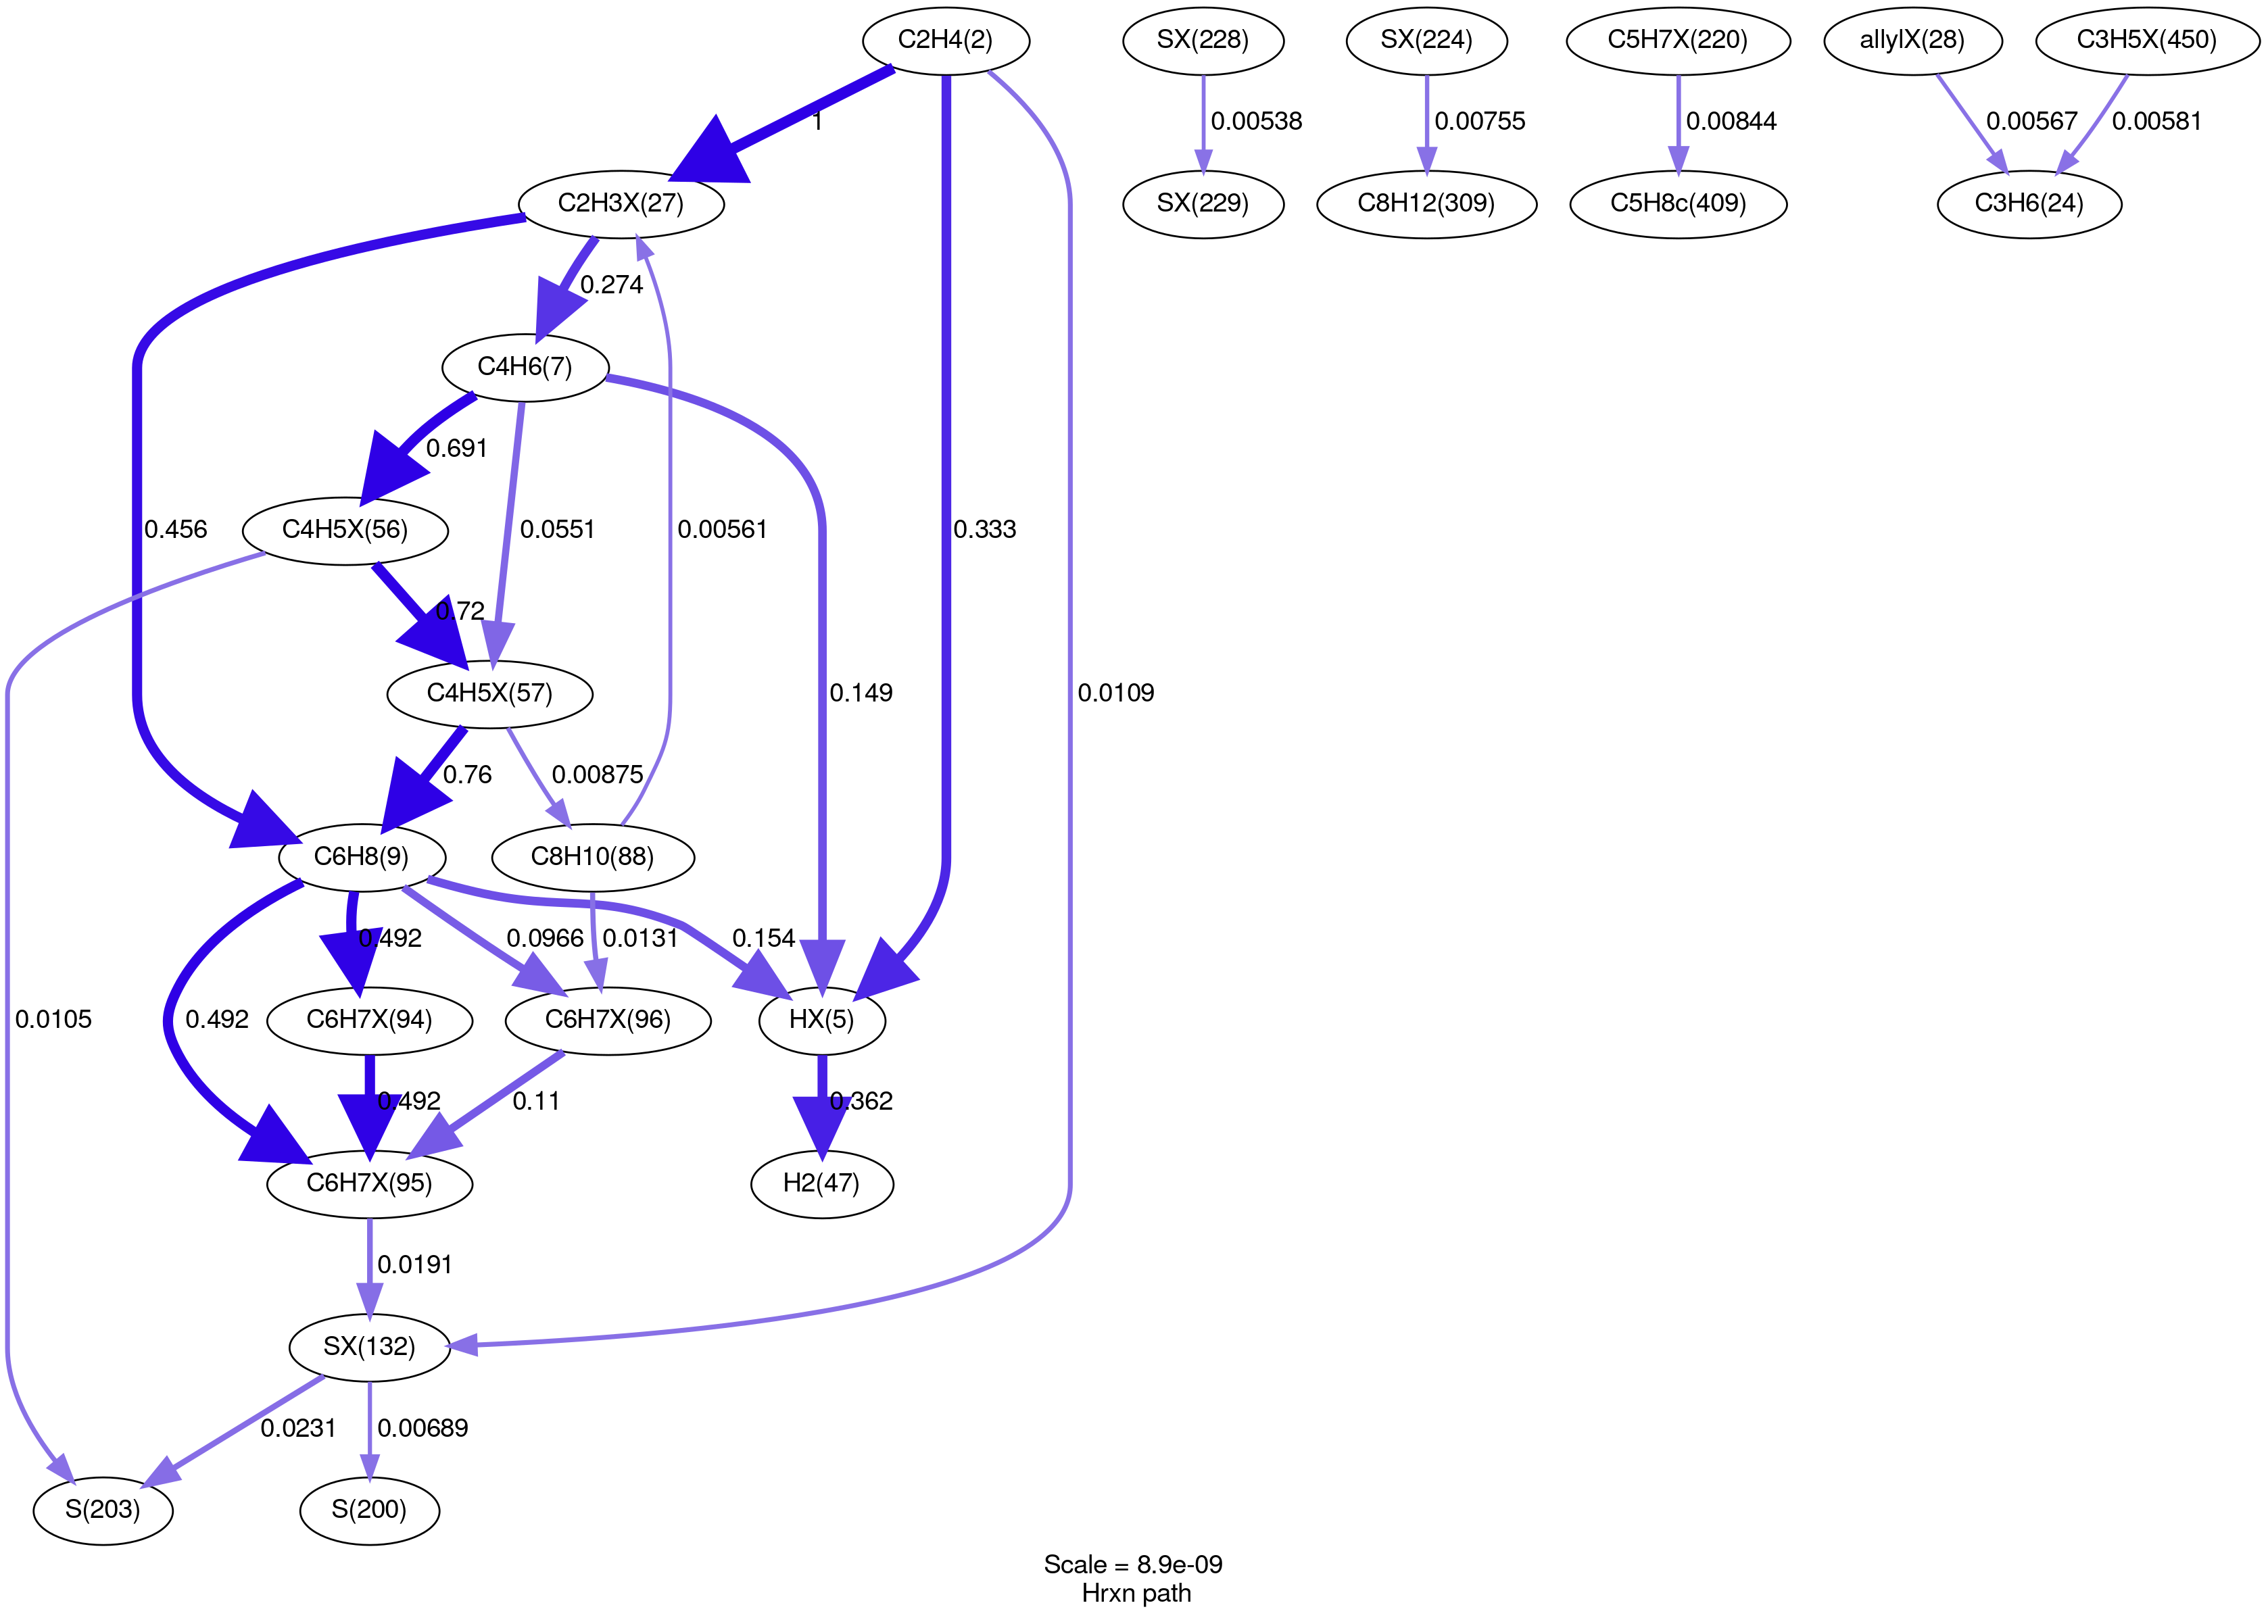 C2H4(2)
SX(228)
SX(224)
C5H7X(220)
allylX(28)
C3H5X(450)
1
0.00538
0.00755
0.00844
0.00567
0.00581
C2H3X(27)
SX(229)
C8H12(309)
C5H8c(409)
C3H6(24)
0.274
C4H6(7)
0.691
C4H5X(56)
0.456
0.0551
0.00561
0.333
0.72
C4H5X(57)
0.149
0.0109
0.76
0.00875
C6H8(9)
C8H10(88)
0.492
0.0966
0.0131
0.154
0.0105
0.492
C6H7X(94)
C6H7X(96)
HX(5)
0.492
0.11
0.362
C6H7X(95)
H2(47)
0.0191
SX(132)
0.0231
0.00689
S(203)
S(200)
Scale = 8.9e-09
Hrxn path